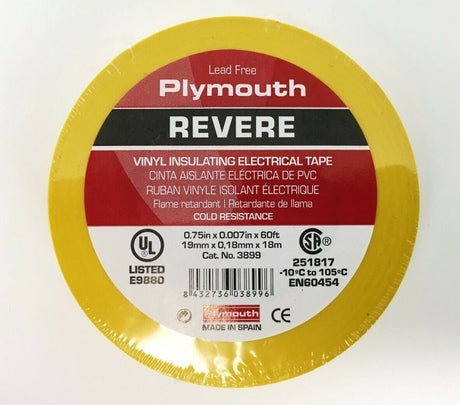 Lead Free
Plymouth
REVERE
VINYL INSULATING ELECTRICAL TAPE
CINTA AISLANTE ELÉCTRICA DE PVC
RUBAN VINYLE ISOLANT ÉLECTRIQUE
Flame retardant | Retardante de llama
COLD RESISTANCE
0.75in x 0.007in x 60ft
19mm x 0,18mm x 18m
Cat. No. 3899
UL
LISTED
E9880
SA
251817
-10ºC to 105ºC
EN60454
8 432736 038996
Plymouth
MADE IN SPAIN
CE